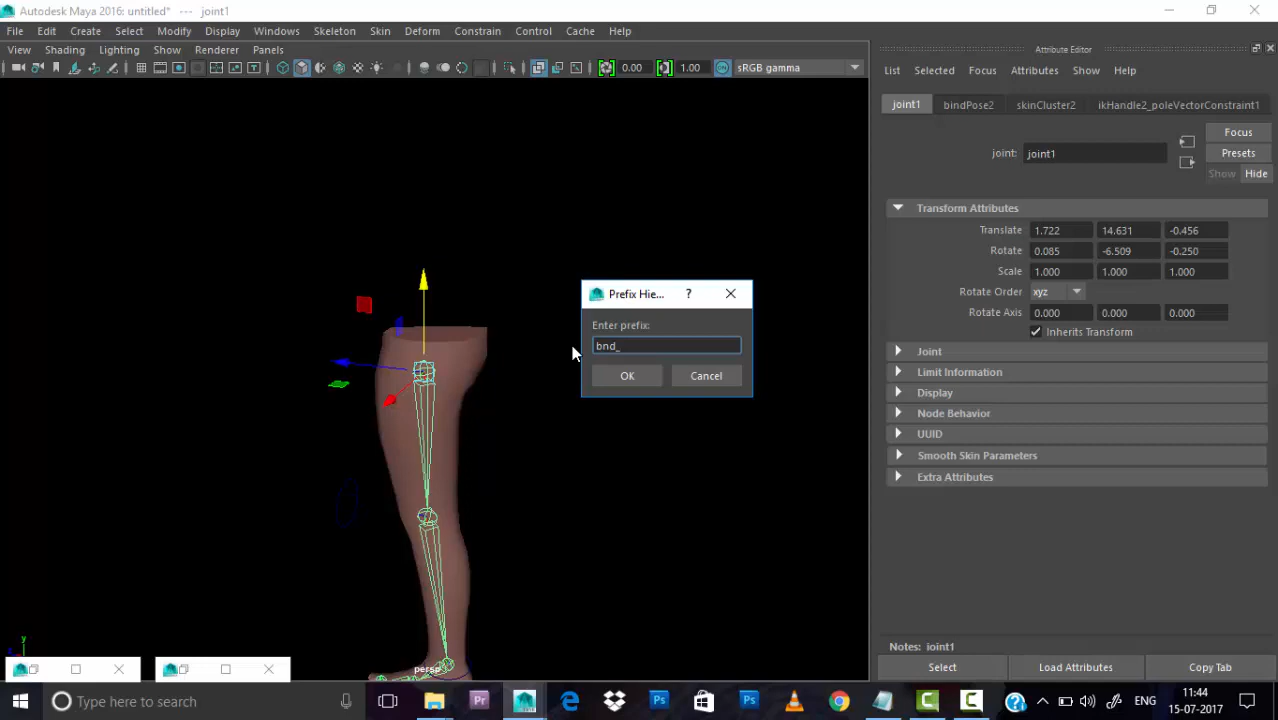 Autodesk Maya 2016: untitled* --- joint1
File Edit Create Select Modify Display Windows Skeleton Skin Deform Constrain Control Cache Help
View Shading Lighting Show Renderer Panels
0.00 1.00 sRGB gamma
Attribute Editor
List Selected Focus Attributes Show Help
joint1 bindPose2 skinCluster2 ikHandle2_poleVectorConstraint1
Focus
joint: joint1 Presets
Show Hide
Transform Attributes
Translate 1.722 14.631 -0.456
Rotate 0.085 -6.509 -0.250
Scale 1.000 1.000 1.000
Rotate Order xyz
Rotate Axis 0.000 0.000 0.000
Inherits Transform
Joint
Limit Information
Display
Node Behavior
UUID
Smooth Skin Parameters
Extra Attributes
Prefix Hie... ?
Enter prefix:
bnd_
OK Cancel
Notes: joint1
Select Load Attributes Copy Tab
y
persp
Type here to search
Pr
Ps
Ps
ENG
11:44
15-07-2017